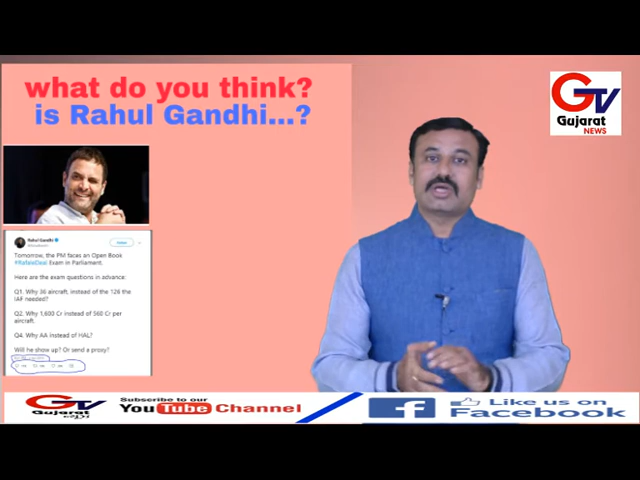 what do you think?
is Rahul Gandhi...?
GTV
Gujarat
NEWS
Rahul Gandhi
Tomorrow, the PM faces an Open Book
#RafaleDeal Exam in Parliament.
Here are the exam questions in advance:
Q1. Why 36 aircraft, instead of the 126 the
IAF needed?
Q2. Why 1,600 Cr instead of 560 Cr per
aircraft.
Q4. Why AA instead of HAL?
Will he show up? Or send a proxy?
GTV
Gujarat
Subscribe to our
YouTube Channel
f
Like us on
Facebook